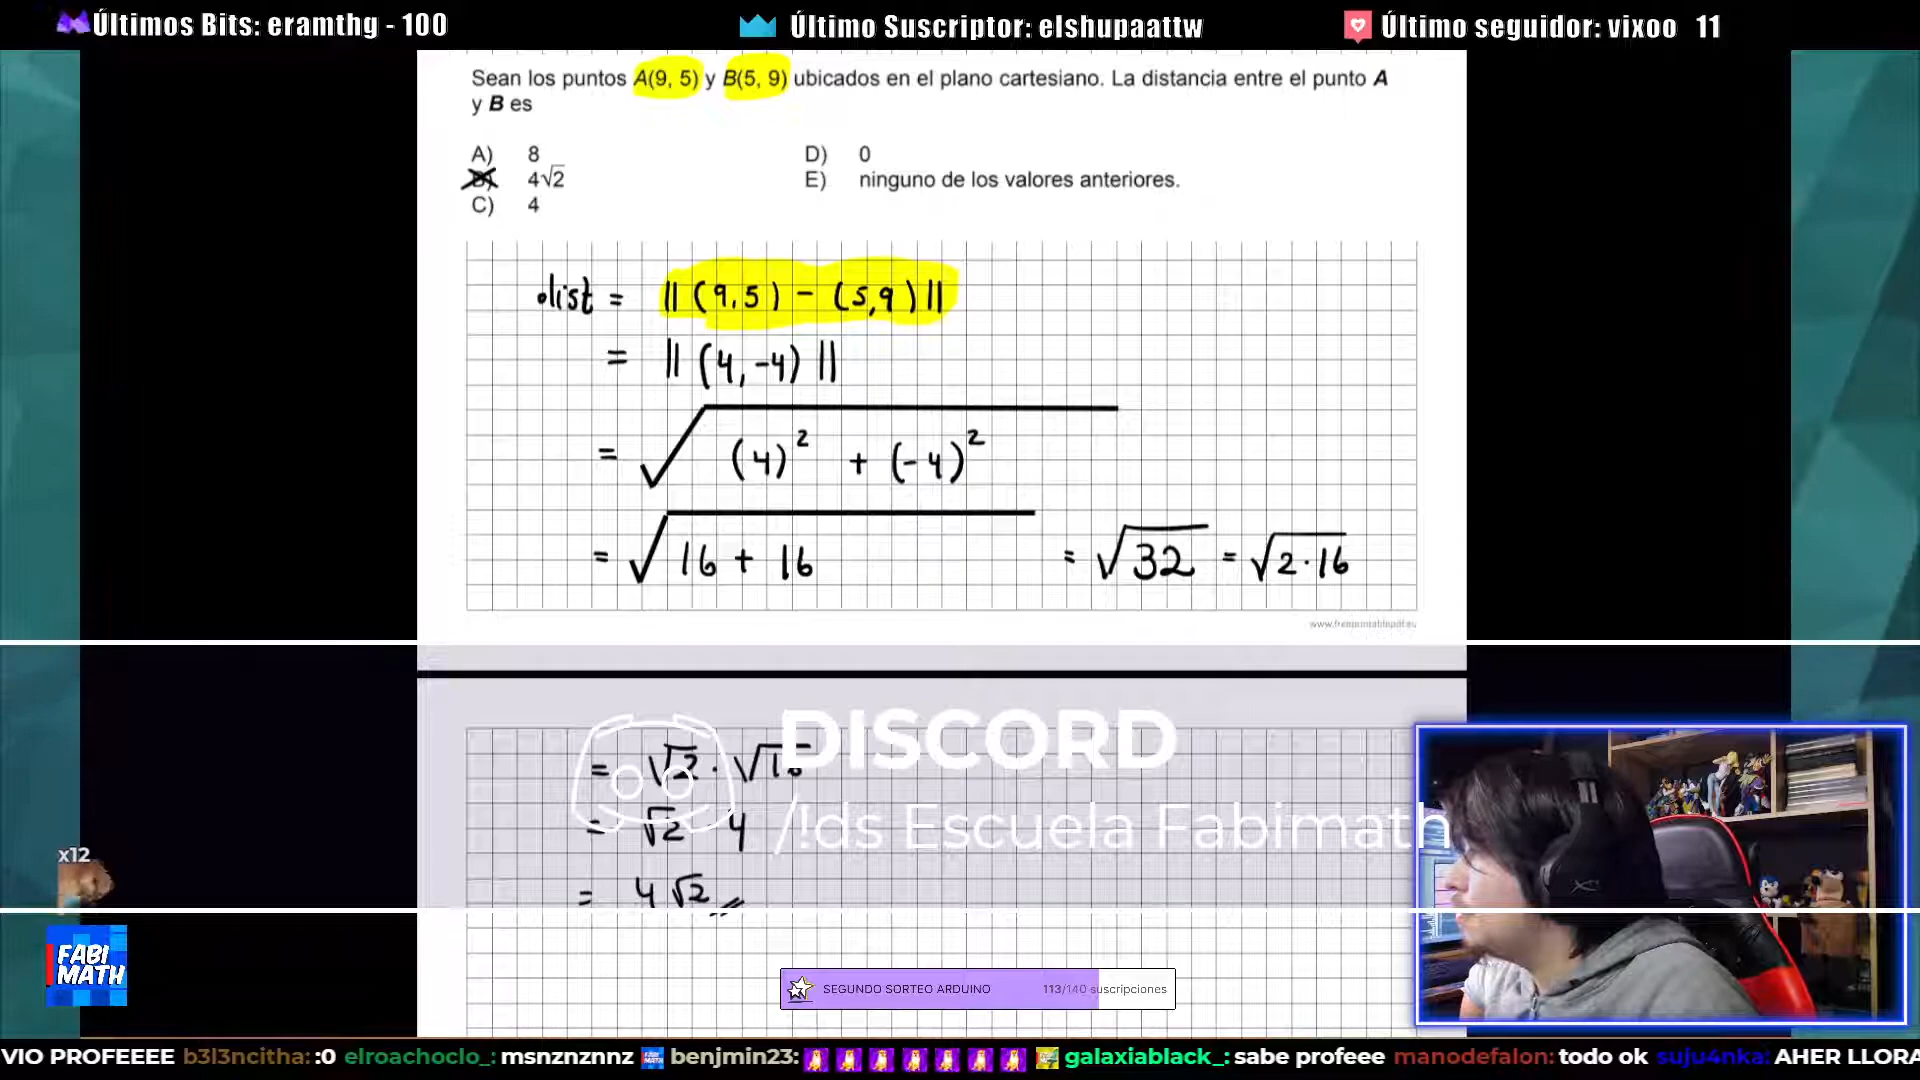 Últimos Bits: eramthg - 100
Último Suscriptor: elshupaattw
Último seguidor: vixoo 11
Sean los puntos A(9, 5) y B(5, 9) ubicados en el plano cartesiano. La distancia entre el punto A
y B es
A) 8
B) 4√2
C) 4
D) 0
E) ninguno de los valores anteriores.
dist = || (9,5) - (5,9) ||
= || (4,-4) ||
= √(4)² + (-4)²
= √16 + 16 = √32 = √2·16
www.freeprintablepdf.eu
= √2 · √16
= √2 4
= 4√2
DISCORD
/!ds Escuela Fabimath
x12
FABI
MATH
SEGUNDO SORTEO ARDUINO 113/140 suscripciones
VIO PROFEEEE b3l3ncitha: :0 elroachoclo_: msnznznnz benjmin23: galaxiablack_: sabe profeee manodefalon: todo ok suju4nka: AHER LLORA